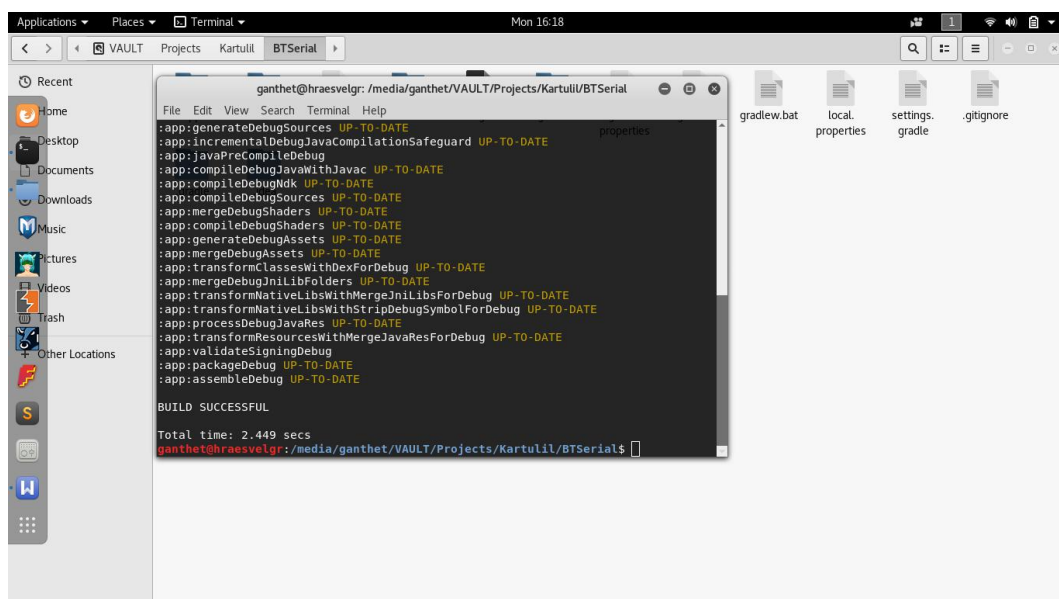 Applications Places Terminal Mon 16:18 1
VAULT Projects Kartulil BTSerial
Recent
Home
Desktop
Documents
Downloads
Music
Pictures
Videos
Trash
+ Other Locations
gradlew.bat
local.
properties
settings.
gradle
.gitignore
properties
ganthet@hraesvelgr: /media/ganthet/VAULT/Projects/Kartulil/BTSerial
File Edit View Search Terminal Help
:app:generateDebugSources UP-TO-DATE
:app:incrementalDebugJavaCompilationSafeguard UP-TO-DATE
:app:javaPreCompileDebug
:app:compileDebugJavaWithJavac UP-TO-DATE
:app:compileDebugNdk UP-TO-DATE
:app:compileDebugSources UP-TO-DATE
:app:mergeDebugShaders UP-TO-DATE
:app:compileDebugShaders UP-TO-DATE
:app:generateDebugAssets UP-TO-DATE
:app:mergeDebugAssets UP-TO-DATE
:app:transformClassesWithDexForDebug UP-TO-DATE
:app:mergeDebugJniLibFolders UP-TO-DATE
:app:transformNativeLibsWithMergeJniLibsForDebug UP-TO-DATE
:app:transformNativeLibsWithStripDebugSymbolForDebug UP-TO-DATE
:app:processDebugJavaRes UP-TO-DATE
:app:transformResourcesWithMergeJavaResForDebug UP-TO-DATE
:app:validateSigningDebug
:app:packageDebug UP-TO-DATE
:app:assembleDebug UP-TO-DATE
BUILD SUCCESSFUL
Total time: 2.449 secs
ganthet@hraesvelgr:/media/ganthet/VAULT/Projects/Kartulil/BTSerial$